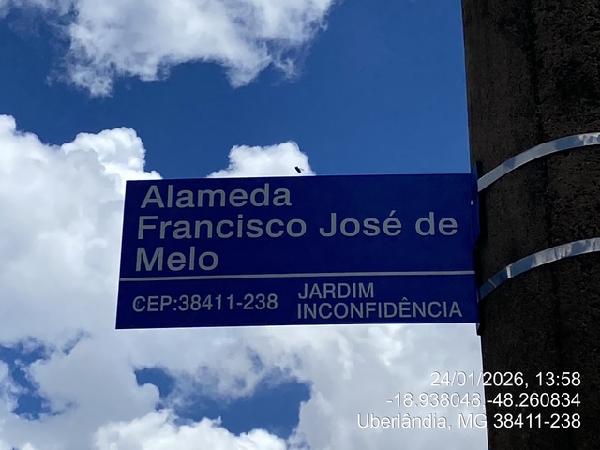 Alameda
Francisco José de
Melo
CEP:38411-238
JARDIM
INCONFIDÊNCIA
24/01/2026, 13:58
-18.938048,-48.260834
Uberlândia, MG 38411-238